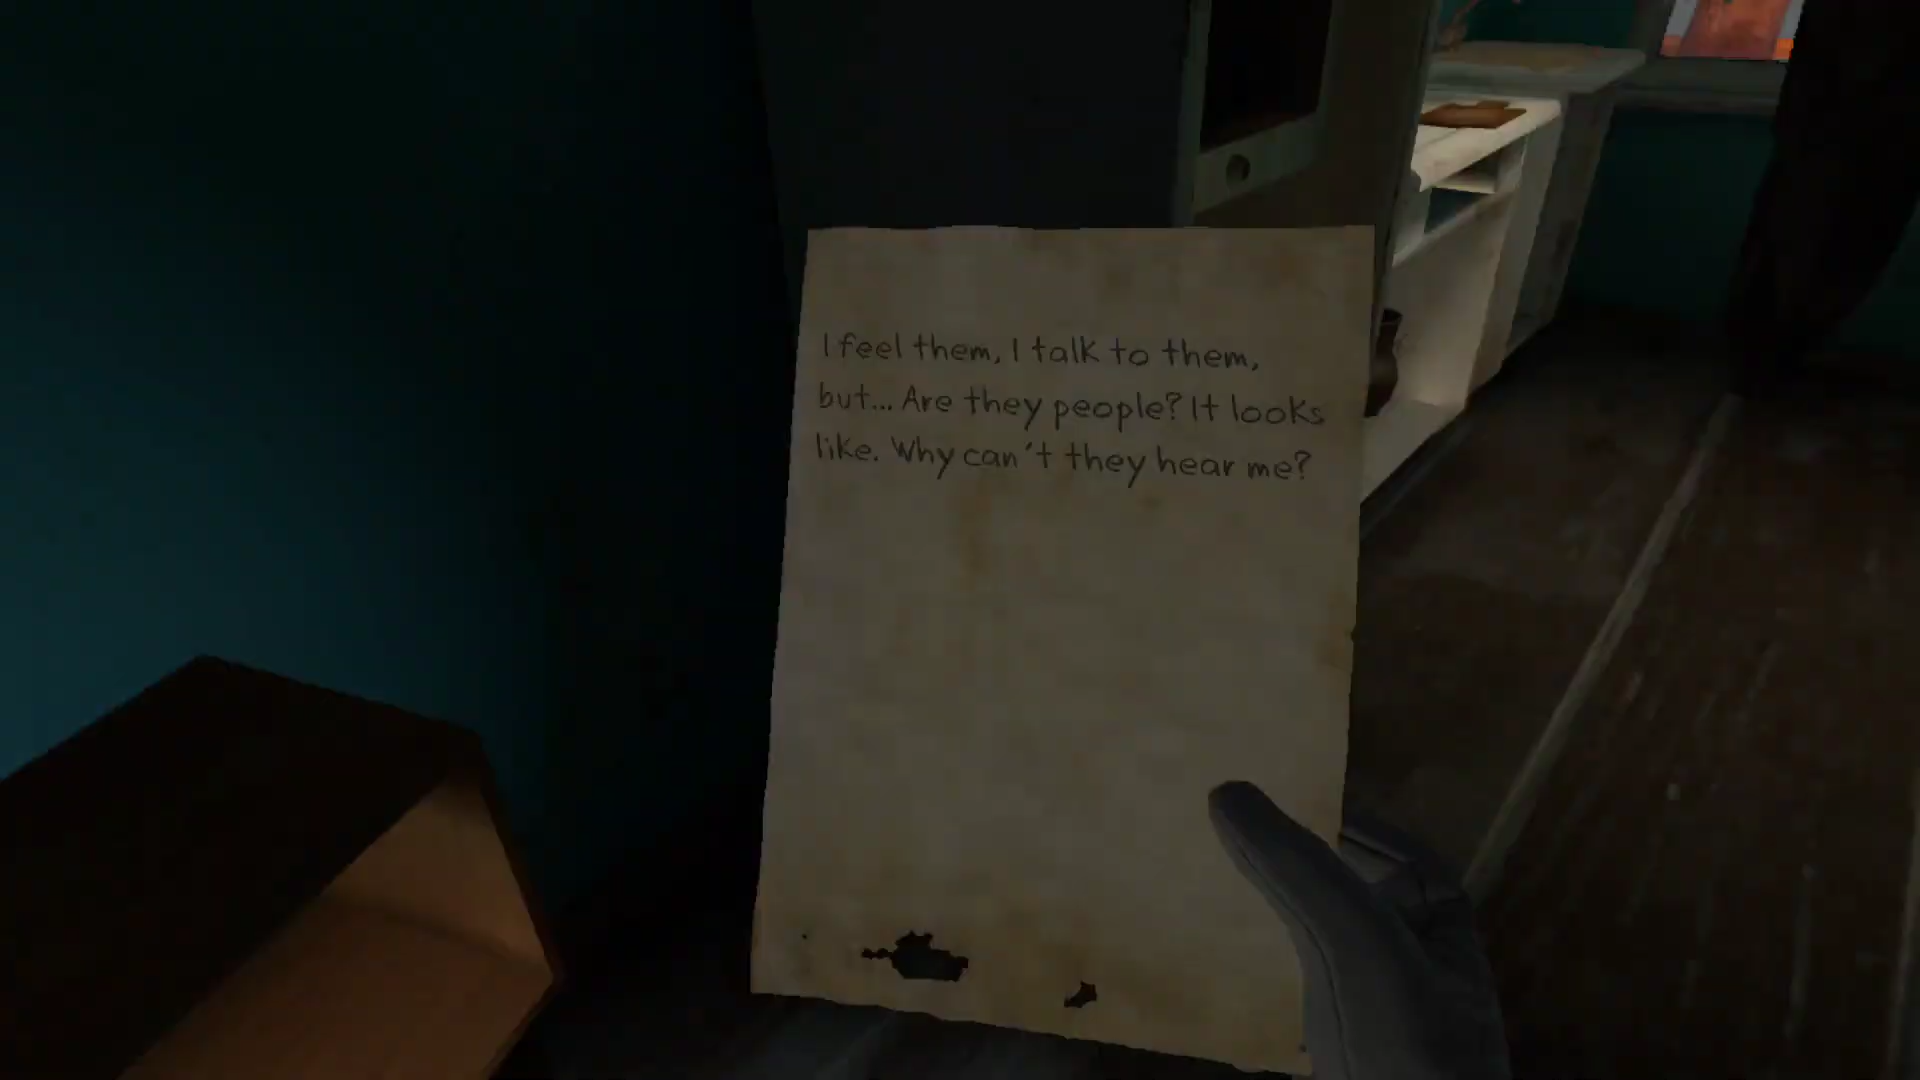 I feel them, I talk to them,
but... Are they people? It looks
like. Why can't they hear me?